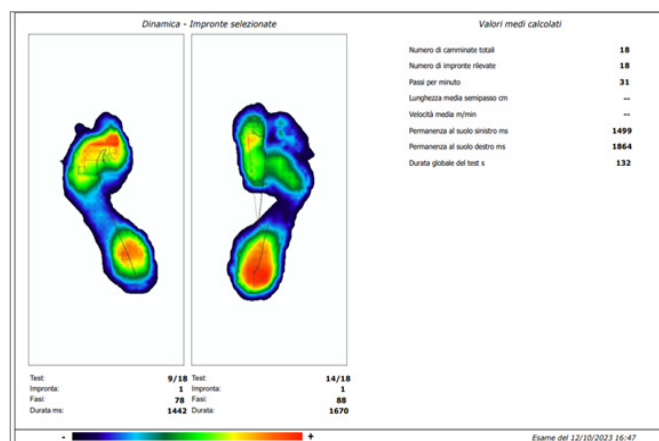 Dinamica - Impronte selezionate
Valori medi calcolati
Numero di camminate totali 18
Numero di impronte rilevate 18
Passi per minuto 31
Lunghezza media semipasso cm --
Velocità media m/min --
Permanenza al suolo sinistro ms 1499
Permanenza al suolo destro ms 1864
Durata globale del test s 132
Test: 9/18 Test: 14/18
Impronta: 1 Impronta: 1
Fasi: 78 Fasi: 88
Durata ms: 1442 Durata: 1670
- +
Esame del 12/10/2023 16:47